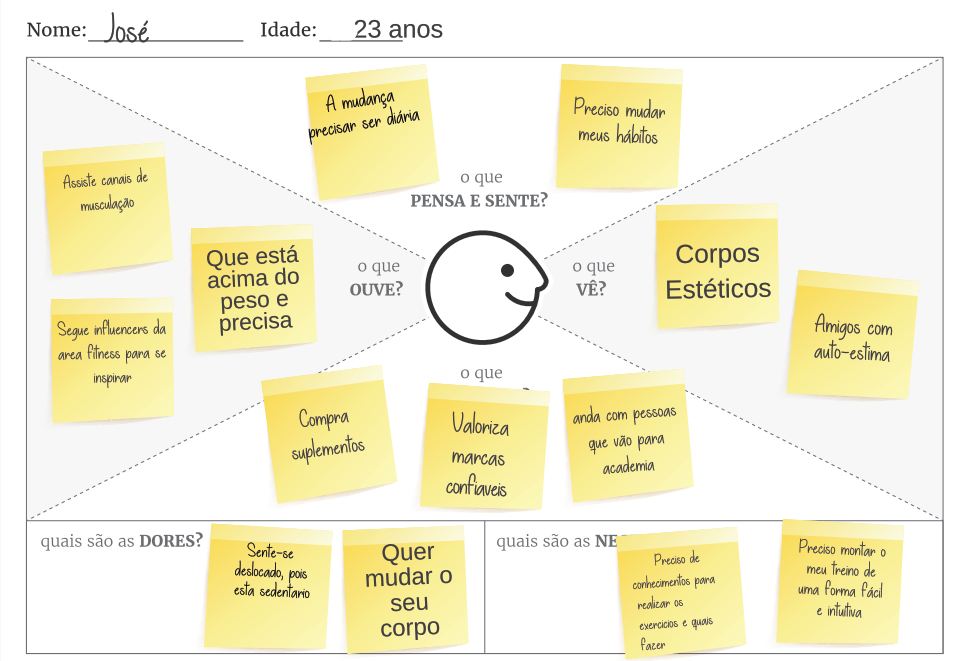 Nome: José Idade: 23 anos
A mudança
precisar ser diária
Preciso mudar
meus hábitos
o que
PENSA E SENTE?
Assiste canais de
musculação
Que está
acima do
peso e
precisa
Segue influencers da
area fitness para se
inspirar
o que
OUVE?
o que
VÊ?
Corpos
Estéticos
Amigos com
auto-estima
o que
?
Compra
suplementos
Valoriza
marcas
confiaveis
anda com pessoas
que vão para
academia
quais são as DORES?
Sente-se
deslocado, pois
esta sedentario
Quer
mudar o
seu
corpo
quais são as NE
Preciso de
conhecimentos para
realizar os
exercicios e quais
fazer
Preciso montar o
meu treino de
uma forma fácil
e intuitiva